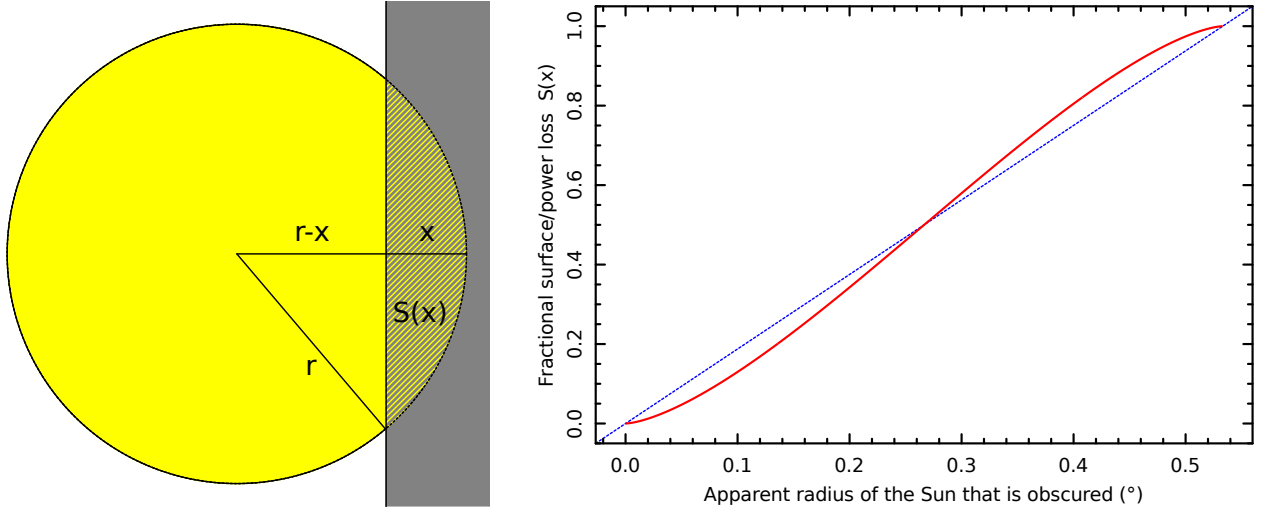 r-x
x
S(x)
r
Fractional surface/power loss S(x)
1.0
0.8
0.6
0.4
0.2
0.0
0.0 0.1 0.2 0.3 0.4 0.5
Apparent radius of the Sun that is obscured (°)